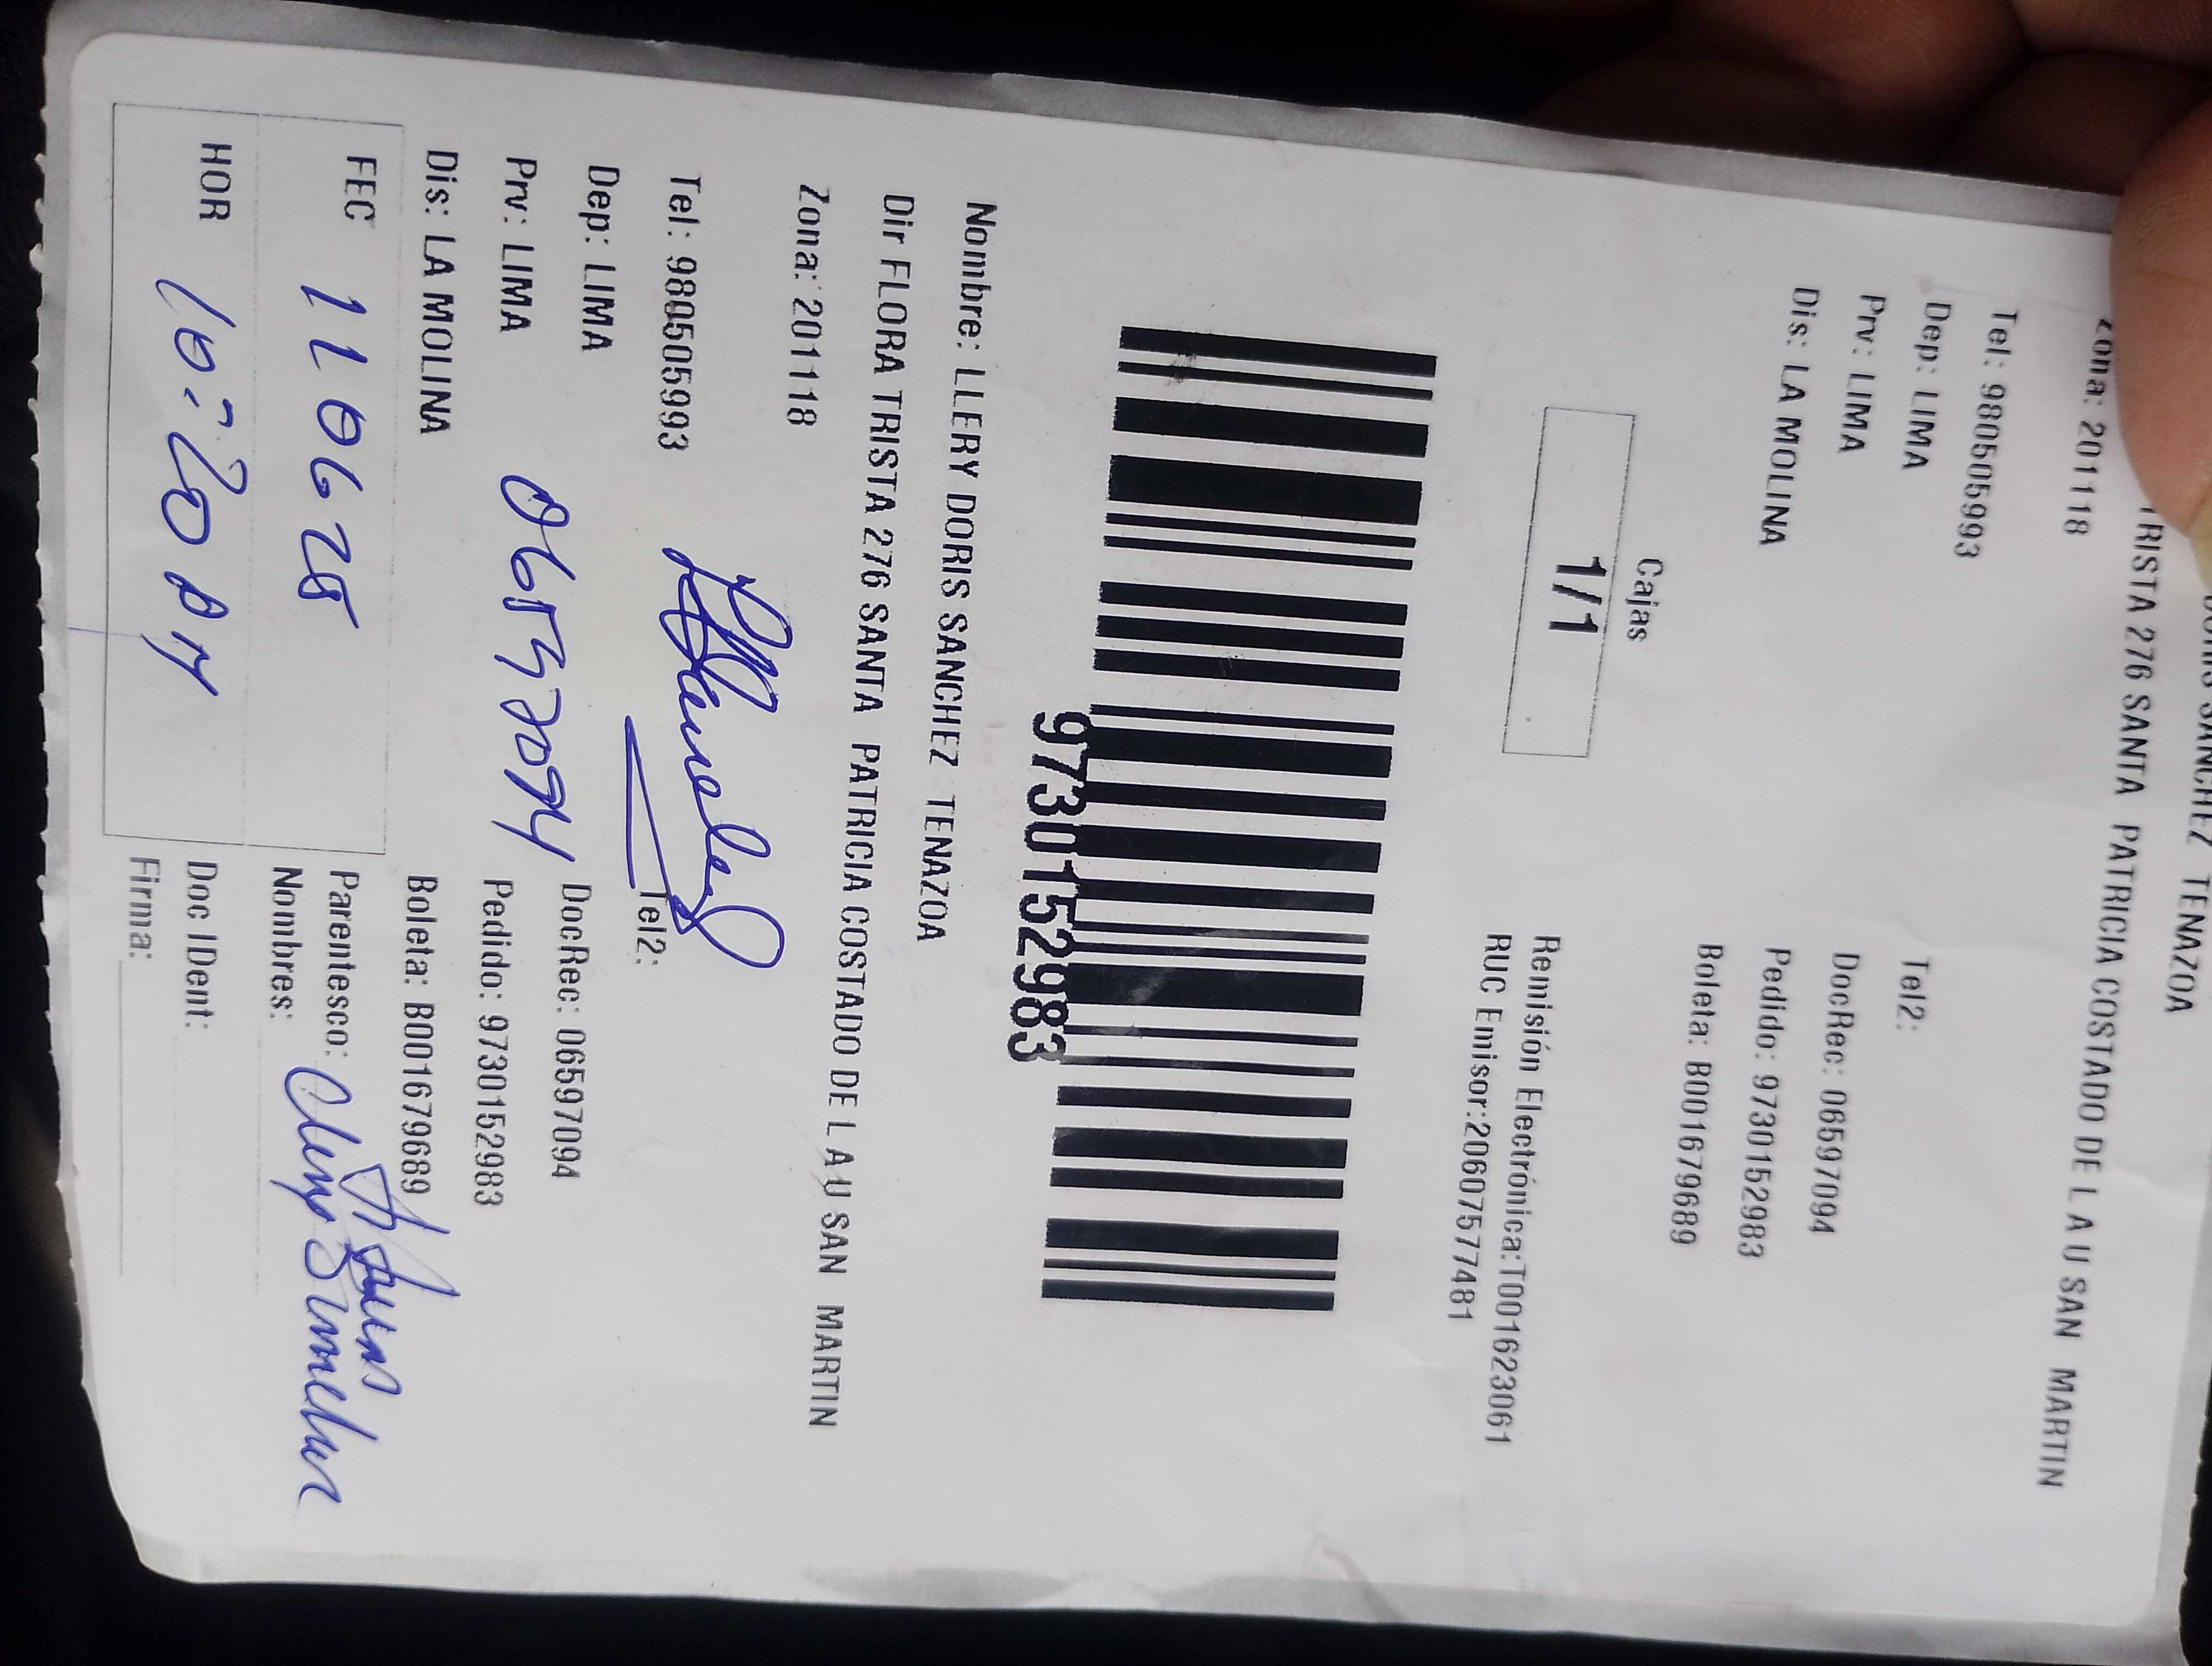 DORIS SANCHEZ TENAZOA
TRISTA 276 SANTA PATRICIA COSTADO DE L A U SAN MARTIN
Zona: 201118
Tel: 980505993 Tel2:
Dep: LIMA DocRec: 06597094
Prv: LIMA Pedido: 9730152983
Dis: LA MOLINA Boleta: B001679689
Cajas
1/1
Remisión Electrónica:T001623061
RUC Emisor:20607577481
9730152983
Nombre: LLERY DORIS SANCHEZ TENAZOA
Dir FLORA TRISTA 276 SANTA PATRICIA COSTADO DE L A U SAN MARTIN
Zona: 201118
Tel: 980505993 Tel2:
Dep: LIMA DocRec: 06597094
Prv: LIMA Pedido: 9730152983
Dis: LA MOLINA Boleta: B001679689
FEC 11 06 25 Parentesco:
Nombres:
HOR 10:20 AM Doc IDent:
Firma: